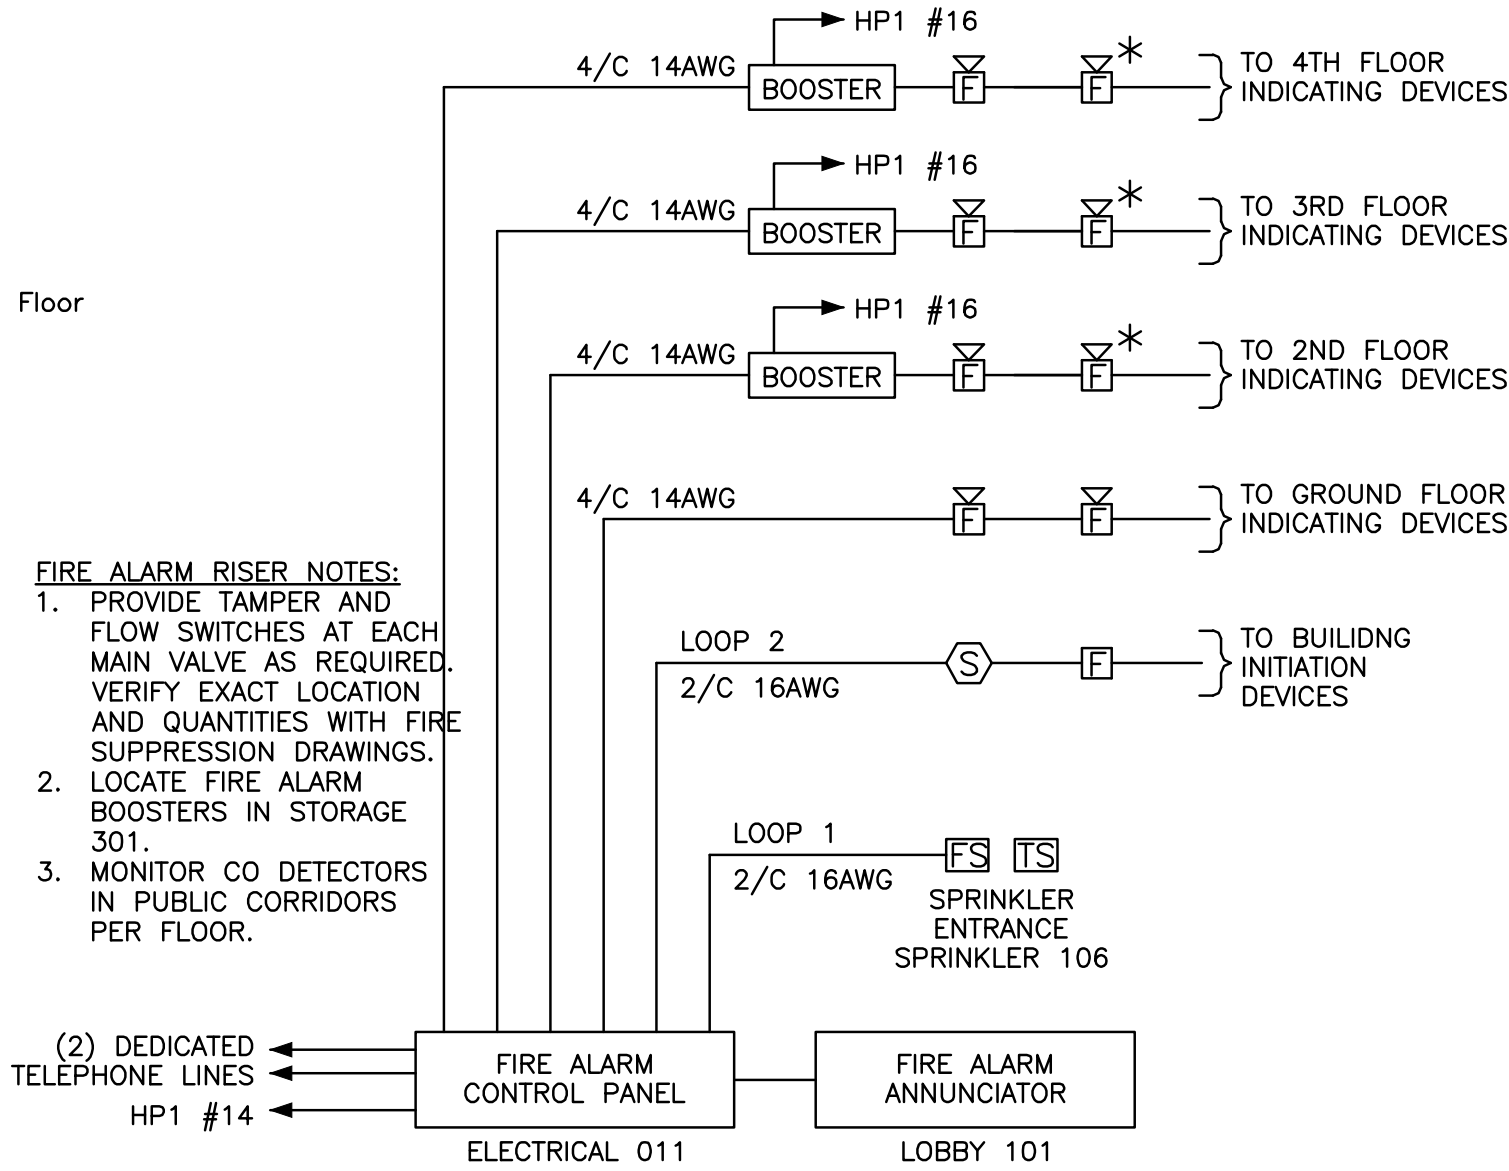 HP1 #16
4/C 14AWG
BOOSTER
F
F
*
TO 4TH FLOOR
INDICATING DEVICES
HP1 #16
4/C 14AWG
BOOSTER
F
F
*
TO 3RD FLOOR
INDICATING DEVICES
Floor
HP1 #16
4/C 14AWG
BOOSTER
F
F
*
TO 2ND FLOOR
INDICATING DEVICES
4/C 14AWG
F
F
TO GROUND FLOOR
INDICATING DEVICES
FIRE ALARM RISER NOTES:
1. PROVIDE TAMPER AND
FLOW SWITCHES AT EACH
MAIN VALVE AS REQUIRED.
VERIFY EXACT LOCATION
AND QUANTITIES WITH FIRE
SUPPRESSION DRAWINGS.
2. LOCATE FIRE ALARM
BOOSTERS IN STORAGE
301.
3. MONITOR CO DETECTORS
IN PUBLIC CORRIDORS
PER FLOOR.
LOOP 2
2/C 16AWG
S
F
TO BUILIDNG
INITIATION
DEVICES
LOOP 1
2/C 16AWG
FS
TS
SPRINKLER
ENTRANCE
SPRINKLER 106
(2) DEDICATED
TELEPHONE LINES
HP1 #14
FIRE ALARM
CONTROL PANEL
ELECTRICAL 011
FIRE ALARM
ANNUNCIATOR
LOBBY 101